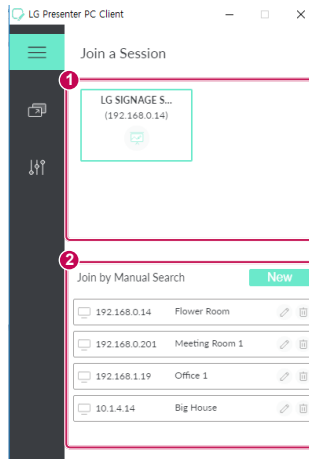 LG Presenter PC Client
Join a Session
1
LG SIGNAGE S...
(192.168.0.14)
2
Join by Manual Search
New
192.168.0.14 Flower Room
192.168.0.201 Meeting Room 1
192.168.1.19 Office 1
10.1.4.14 Big House